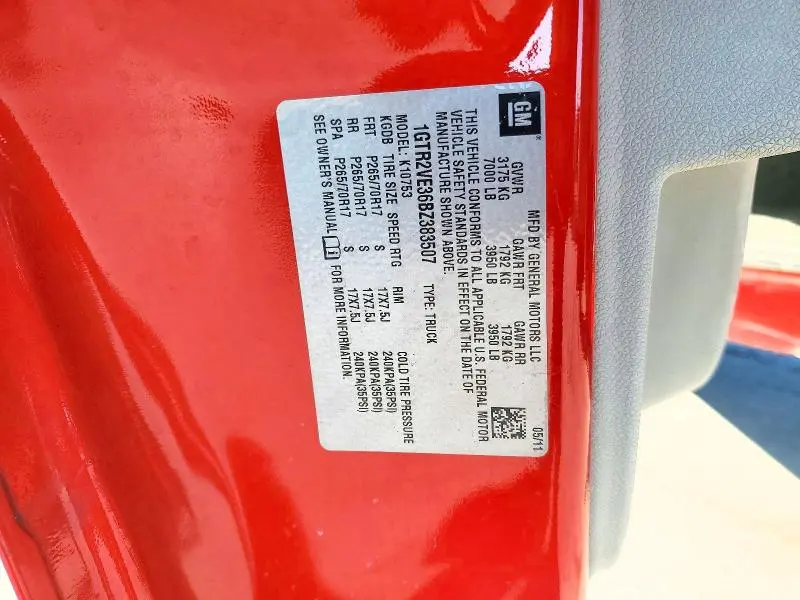 GM
MFD BY GENERAL MOTORS LLC 05/11
GVWR GAWR FRT GAWR RR
3175 KG 1792 KG 1792 KG
7000 LB 3950 LB 3950 LB
THIS VEHICLE CONFORMS TO ALL APPLICABLE U.S. FEDERAL MOTOR
VEHICLE SAFETY STANDARDS IN EFFECT ON THE DATE OF
MANUFACTURE SHOWN ABOVE.
1GTR2VE36BZ383507 TYPE: TRUCK
MODEL: K10753
KGDB TIRE SIZE SPEED RTG RIM COLD TIRE PRESSURE
FRT P265/70R17 S 17X7.5J 240KPA(35PSI)
RR P265/70R17 S 17X7.5J 240KPA(35PSI)
SPA P265/70R17 S 17X7.5J 240KPA(35PSI)
SEE OWNER'S MANUAL FOR MORE INFORMATION.